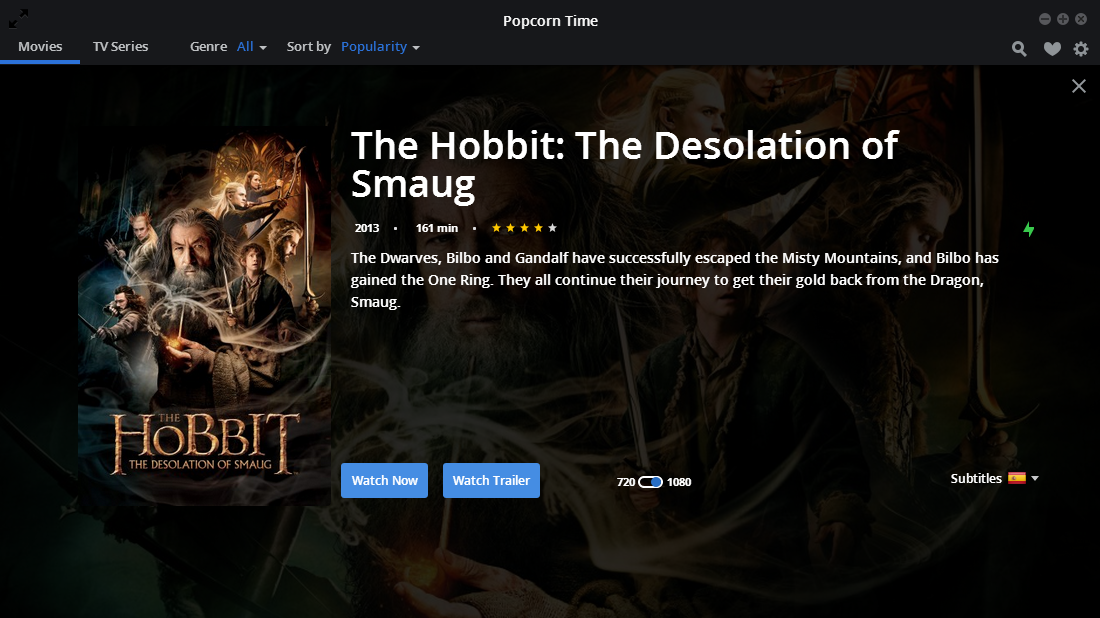 Popcorn Time
Movies TV Series Genre All Sort by Popularity
The Hobbit: The Desolation of
Smaug
2013 • 161 min •
The Dwarves, Bilbo and Gandalf have successfully escaped the Misty Mountains, and Bilbo has
gained the One Ring. They all continue their journey to get their gold back from the Dragon,
Smaug.
THE
HOBBIT
THE DESOLATION OF SMAUG
Watch Now Watch Trailer 720 1080 Subtitles